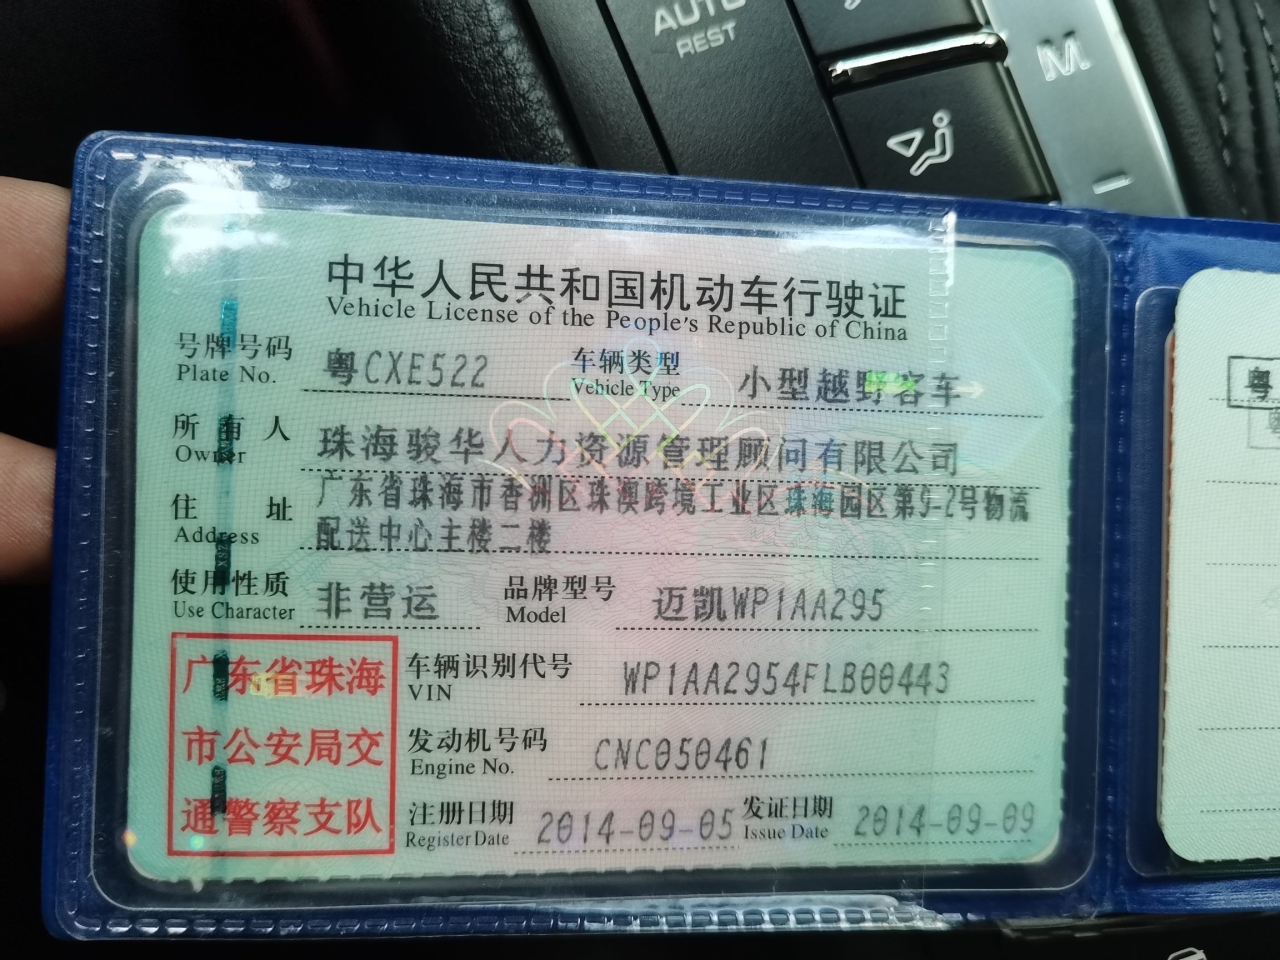 AUTO
REST
M
中华人民共和国机动车行驶证
Vehicle License of the People's Republic of China
号牌号码 粤CXE522 车辆类型 小型越野客车
Plate No. Vehicle Type
所有人 珠海骏华人力资源管理顾问有限公司
Owner
住址 广东省珠海市香洲区珠澳跨境工业区珠海园区第9-2号物流
Address 配送中心主楼二楼
使用性质 非营运 品牌型号 迈凯WP1AA295
Use Character Model
广东省珠海
市公安局交
通警察支队
车辆识别代号 WP1AA2954FLB00443
VIN
发动机号码 CNC050461
Engine No.
注册日期 2014-09-05 发证日期 2014-09-09
Register Date Issue Date
粤